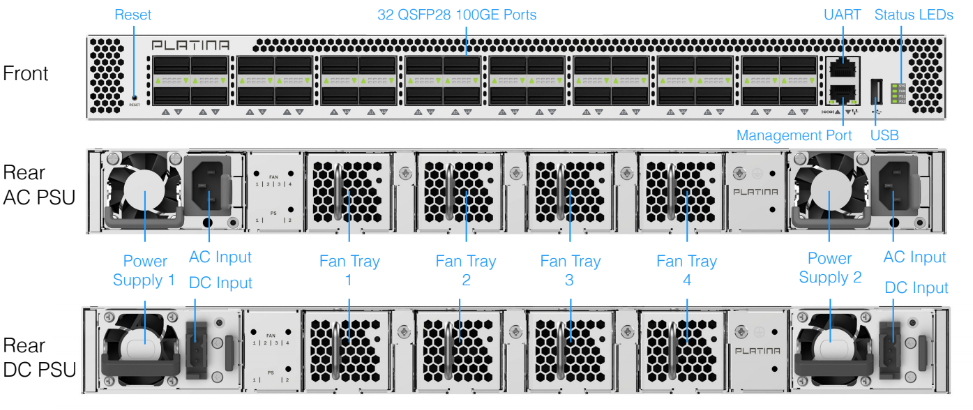 Reset
32 QSFP28 100GE Ports
UART
Status LEDs
Front
PLATINA
RESET
Management Port
USB
Rear
AC PSU
FAN
1 | 2 | 3 | 4
PS
1 | | 2
PLATINA
Power
Supply 1
AC Input
Fan Tray
1
Fan Tray
2
Fan Tray
3
Fan Tray
4
Power
Supply 2
AC Input
DC Input
DC Input
Rear
DC PSU
FAN
1 | 2 | 3 | 4
PS
1 | | 2
PLATINA